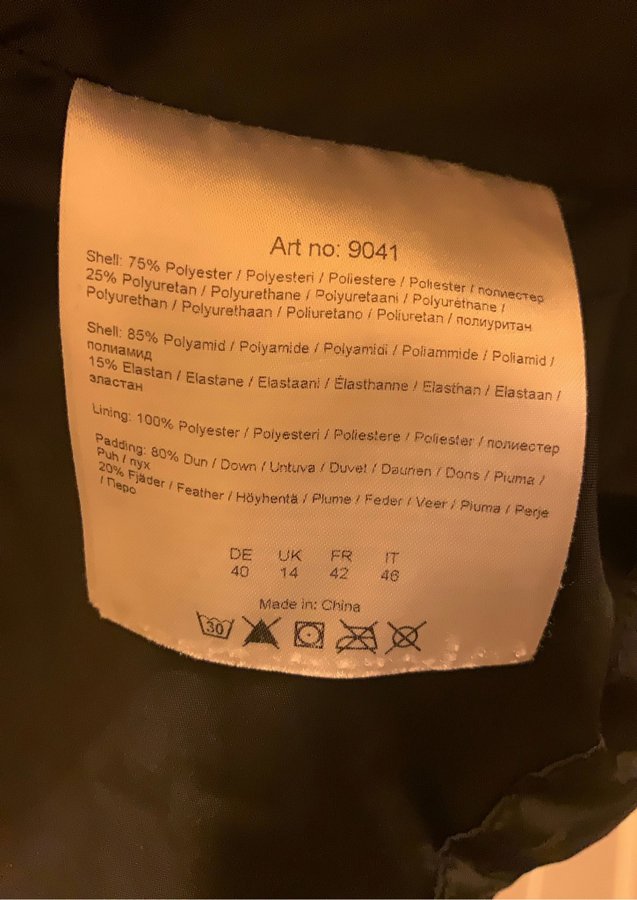 Art no: 9041
Shell: 75% Polyester / Polyesteri / Poliestere / Poliester / полиестер
25% Polyuretan / Polyurethane / Polyuretaani / Polyuréthane /
Polyurethan / Polyurethaan / Poliuretano / Poliuretan / полиуритан
Shell: 85% Polyamid / Polyamide / Polyamidi / Poliammide / Poliamid /
полиамид
15% Elastan / Elastane / Elastaani / Élasthanne / Elasthan / Elastaan /
эластан
Lining: 100% Polyester / Polyesteri / Poliestere / Poliester / полиестер
Padding: 80% Dun / Down / Untuva / Duvet / Daunen / Dons / Piuma /
Puh / пух
20% Fjäder / Feather / Höyhentä / Plume / Feder / Veer / Piuma / Perje
/ Перо
DE UK FR IT
40 14 42 46
Made in: China
30